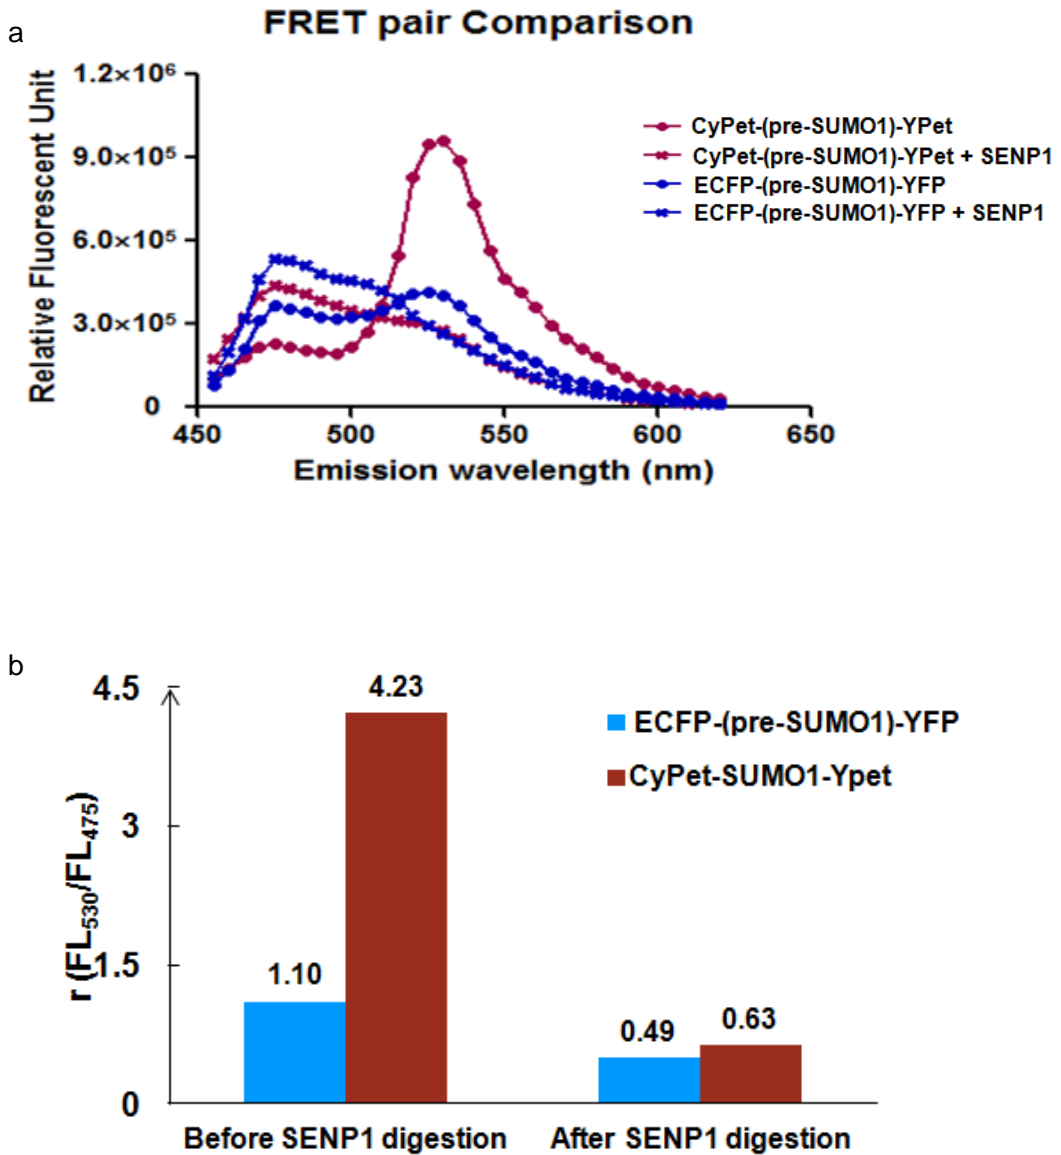 a
FRET pair Comparison
Relative Fluorescent Unit
1.2×10⁶
9.0×10⁵
6.0×10⁵
3.0×10⁵
0
450 500 550 600 650
Emission wavelength (nm)
CyPet-(pre-SUMO1)-YPet
CyPet-(pre-SUMO1)-YPet + SENP1
ECFP-(pre-SUMO1)-YFP
ECFP-(pre-SUMO1)-YFP + SENP1
b
r (FL₅₃₀/FL₄₇₅)
4.5
3
1.5
0
1.10
4.23
0.49
0.63
ECFP-(pre-SUMO1)-YFP
CyPet-SUMO1-Ypet
Before SENP1 digestion After SENP1 digestion